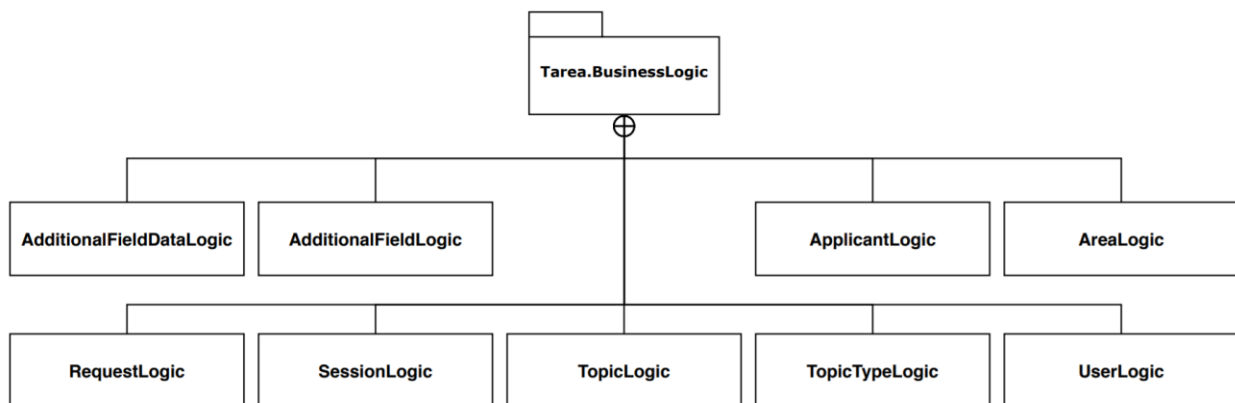 Tarea.BusinessLogic
AdditionalFieldDataLogic
AdditionalFieldLogic
ApplicantLogic
AreaLogic
RequestLogic
SessionLogic
TopicLogic
TopicTypeLogic
UserLogic